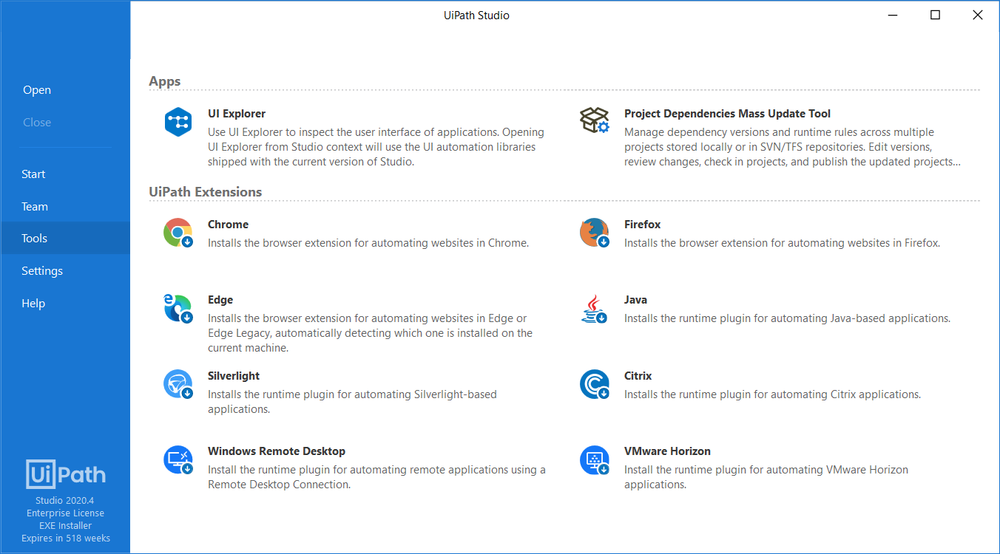 UiPath Studio
Open
Close
Start
Team
Tools
Settings
Help
UiPath
Studio 2020.4
Enterprise License
EXE Installer
Expires in 518 weeks
Apps
UI Explorer
Use UI Explorer to inspect the user interface of applications. Opening
UI Explorer from Studio context will use the UI automation libraries
shipped with the current version of Studio.
Project Dependencies Mass Update Tool
Manage dependency versions and runtime rules across multiple
projects stored locally or in SVN/TFS repositories. Edit versions,
review changes, check in projects, and publish the updated projects...
UiPath Extensions
Chrome
Installs the browser extension for automating websites in Chrome.
Firefox
Installs the browser extension for automating websites in Firefox.
Edge
Installs the browser extension for automating websites in Edge or
Edge Legacy, automatically detecting which one is installed on the
current machine.
Java
Installs the runtime plugin for automating Java-based applications.
Silverlight
Installs the runtime plugin for automating Silverlight-based
applications.
Citrix
Installs the runtime plugin for automating Citrix applications.
Windows Remote Desktop
Install the runtime plugin for automating remote applications using a
Remote Desktop Connection.
VMware Horizon
Install the runtime plugin for automating VMware Horizon
applications.